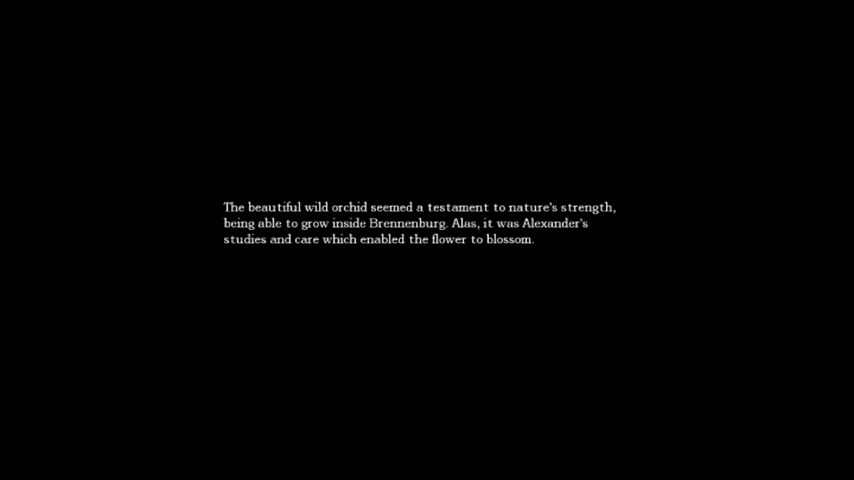 The beautiful wild orchid seemed a testament to nature's strength,
being able to grow inside Brennenburg. Alas, it was Alexander's
studies and care which enabled the flower to blossom.